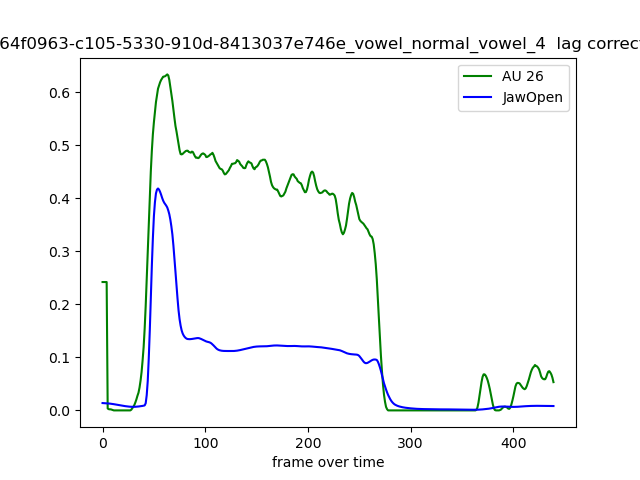 64f0963-c105-5330-910d-8413037e746e_vowel_normal_vowel_4 lag correct
AU 26
JawOpen
0.6
0.5
0.4
0.3
0.2
0.1
0.0
0 100 200 300 400
frame over time